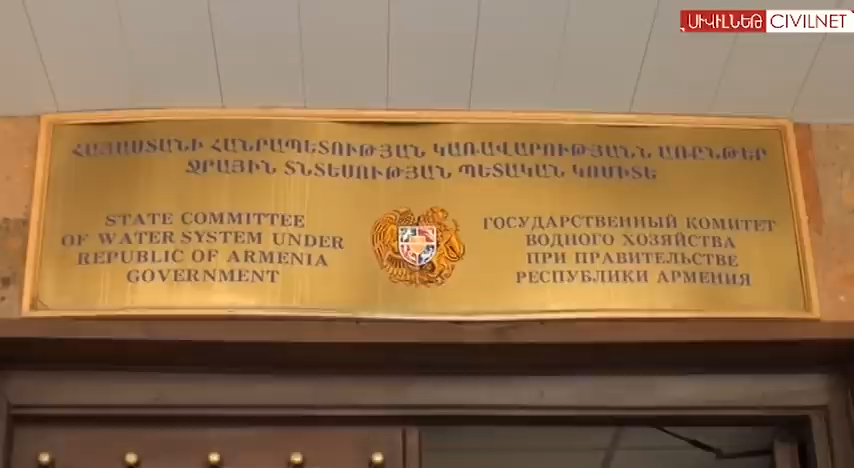 ՍԻՎԻԼՆԵԹ CIVILNET
ՀԱՅԱՍՏԱՆԻ ՀԱՆՐԱՊԵՏՈՒԹՅԱՆ ԿԱՌԱՎԱՐՈՒԹՅԱՆՆ ԱՌԸՆԹԵՐ
ՋՐԱՅԻՆ ՏՆՏԵՍՈՒԹՅԱՆ ՊԵՏԱԿԱՆ ԿՈՄԻՏԵ
STATE COMMITTEE
OF WATER SYSTEM UNDER
REPUBLIC OF ARMENIA
GOVERNMENT
ГОСУДАРСТВЕННЫЙ КОМИТЕТ
ВОДНОГО ХОЗЯЙСТВА
ПРИ ПРАВИТЕЛЬСТВЕ
РЕСПУБЛИКИ АРМЕНИЯ